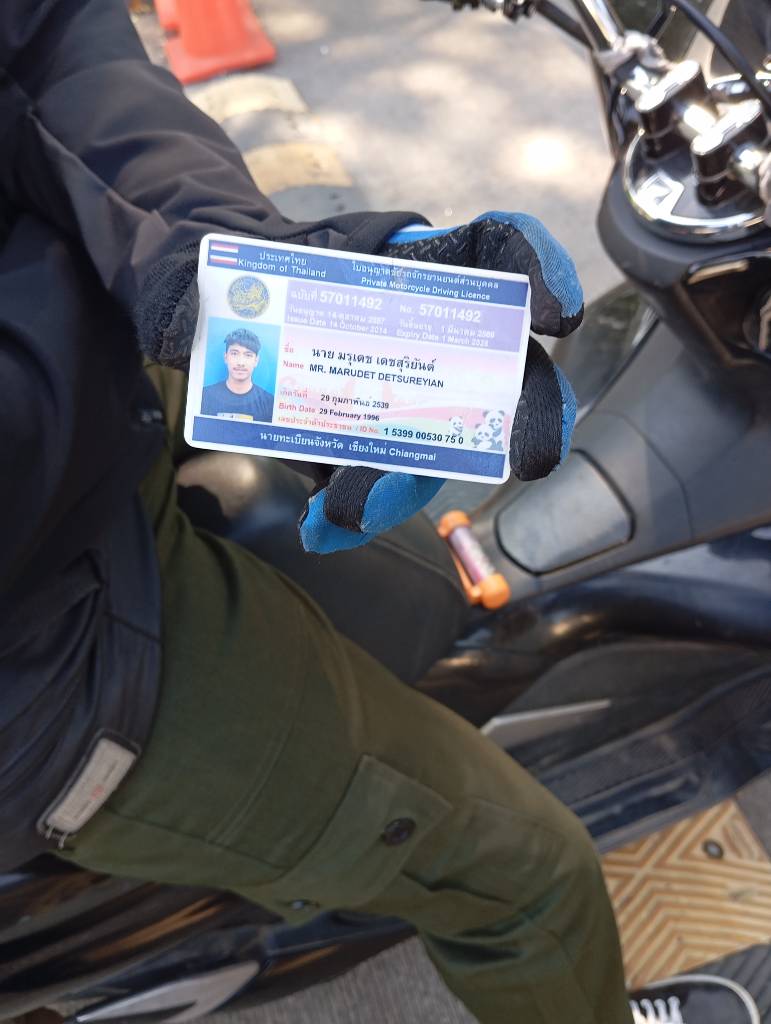 ประเทศไทย
Kingdom of Thailand
ใบอนุญาตขับรถจักรยานยนต์ส่วนบุคคล
Private Motorcycle Driving Licence
ฉบับที่ 57011492
No. 57011492
วันอนุญาต 14 ตุลาคม 2557
Issue Date 14 October 2014
วันสิ้นอายุ 1 มีนาคม
Expiry Date 1 March
ชื่อ นาย มรุเดช เดชสุริยันต์
Name MR. MARUDET DETSUREYIAN
เกิดวันที่ 29 กุมภาพันธ์ 2539
Birth Date 29 February 1996
เลขประจำตัวประชาชน / ID No. 1 5399 00530 75 0
นายทะเบียนจังหวัด เชียงใหม่ Chiangmai